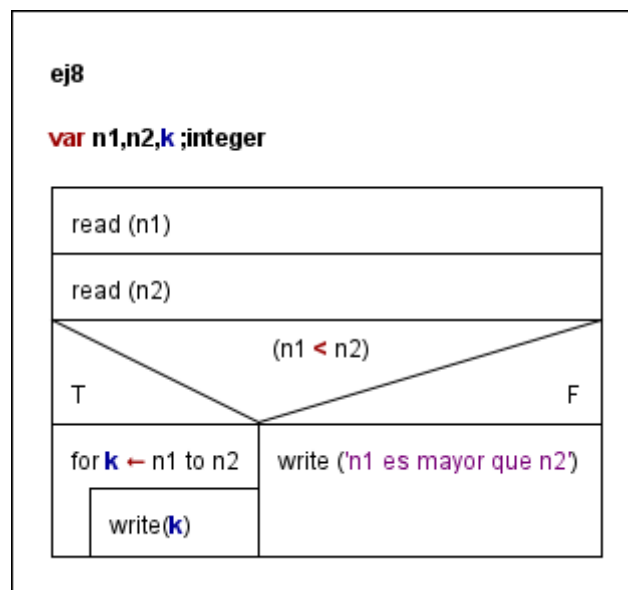 ej8
var n1,n2,k ;integer
read (n1)
read (n2)
(n1 < n2)
T
F
for k ← n1 to n2
write ('n1 es mayor que n2')
write(k)